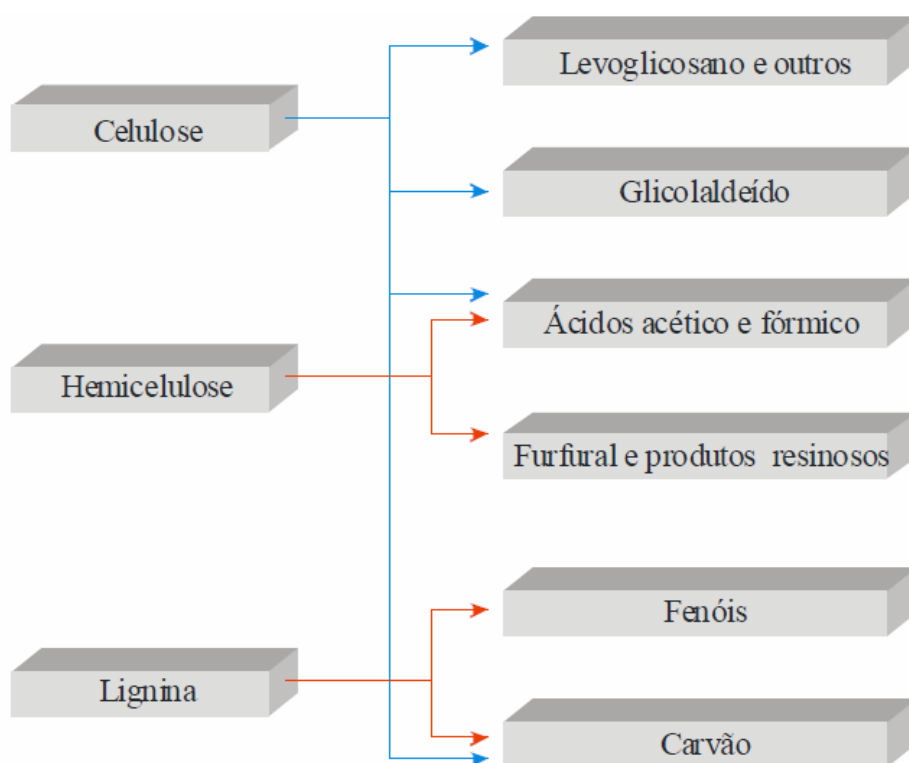 Levoglicosano e outros
Celulose
Glicolaldeído
Ácidos acético e fórmico
Hemicelulose
Furfural e produtos resinosos
Fenóis
Lignina
Carvão